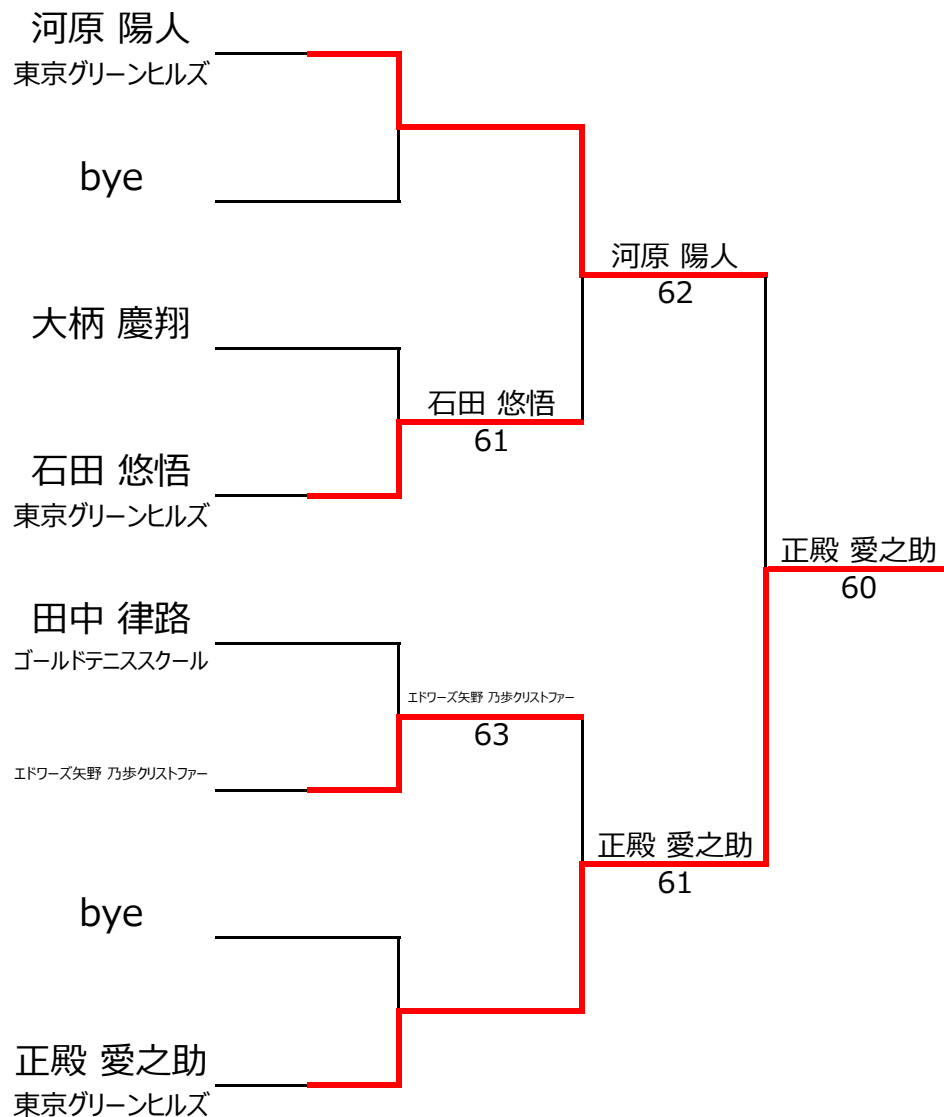 河原 陽人
東京グリーンヒルズ
bye
河原 陽人
62
大柄 慶翔
石田 悠悟
61
石田 悠悟
東京グリーンヒルズ
正殿 愛之助
60
田中 律路
ゴールドテニススクール
エドワーズ矢野 乃歩クリストファー
63
エドワーズ矢野 乃歩クリストファー
正殿 愛之助
61
bye
正殿 愛之助
東京グリーンヒルズ